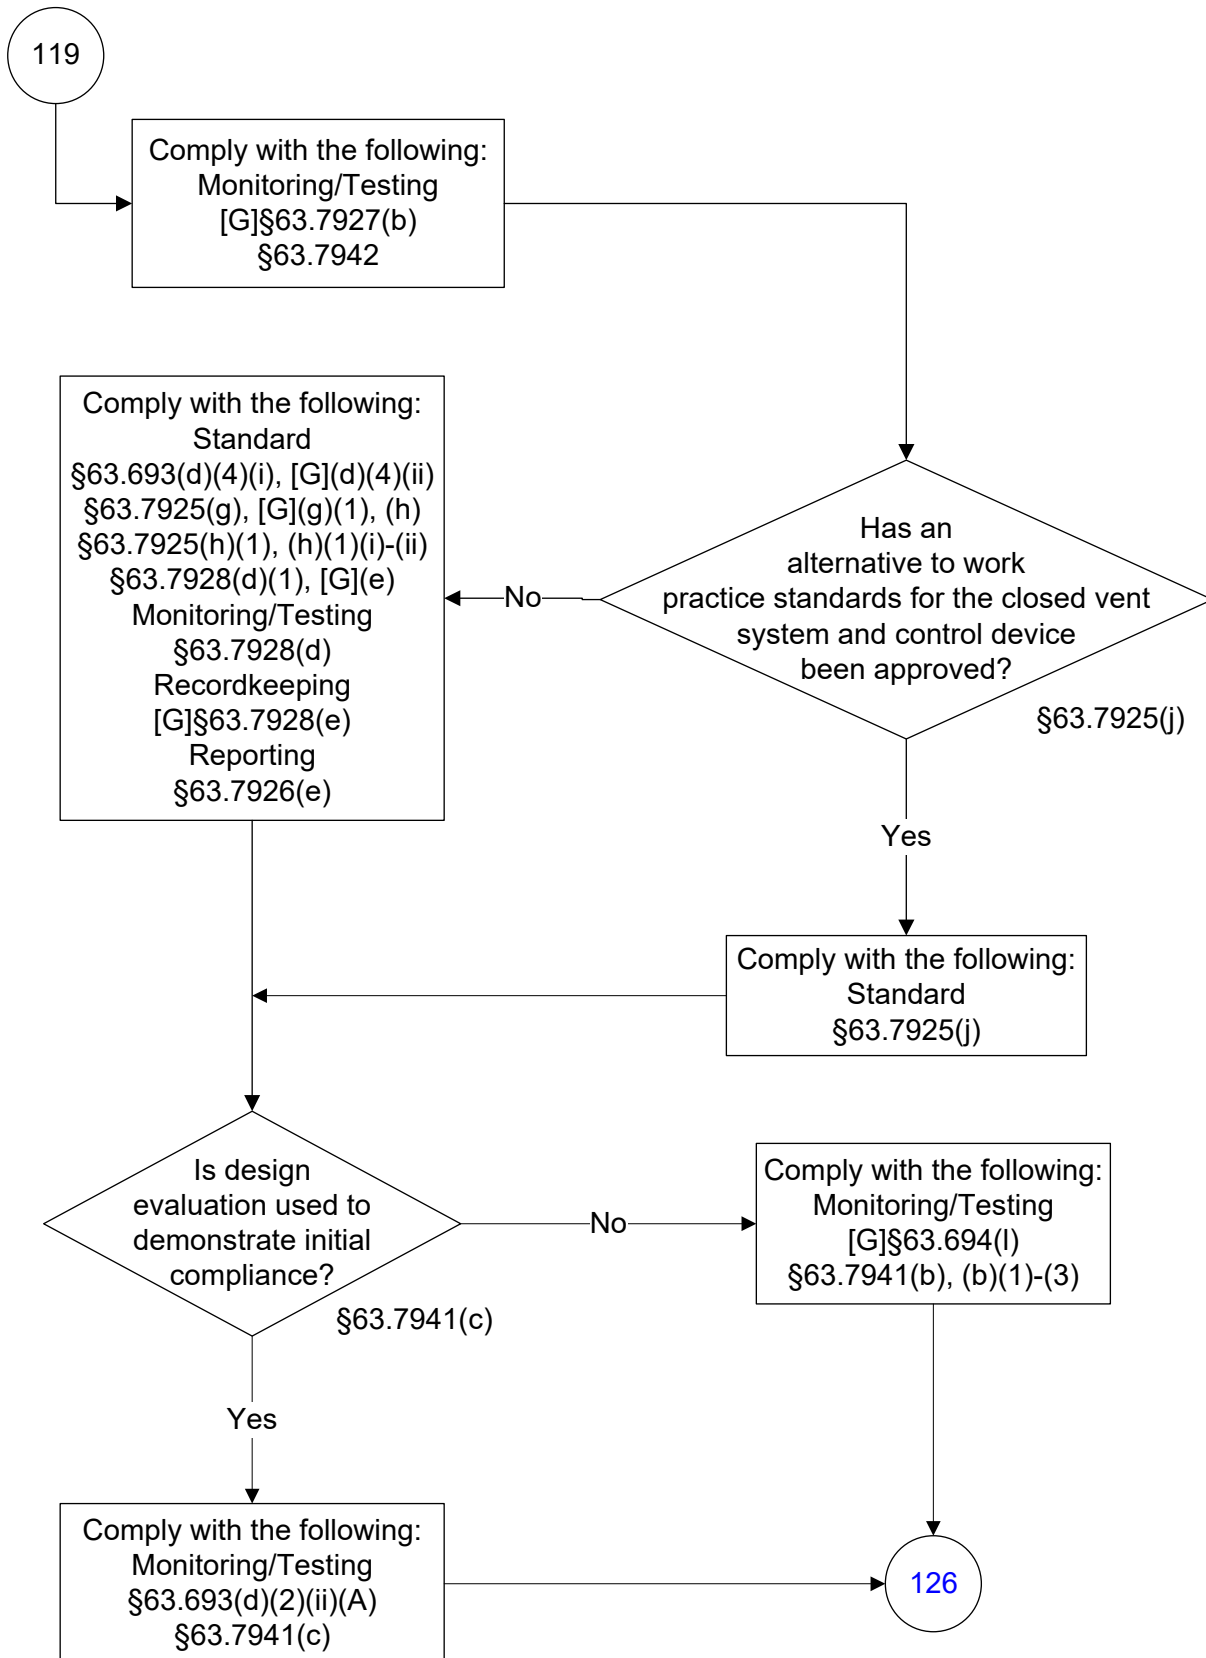 119
Comply with the following:
Monitoring/Testing
[G]§63.7927(b)
§63.7942
Comply with the following:
Standard
§63.693(d)(4)(i), [G](d)(4)(ii)
§63.7925(g), [G](g)(1), (h)
§63.7925(h)(1), (h)(1)(i)-(ii)
§63.7928(d)(1), [G](e)
Monitoring/Testing
§63.7928(d)
Recordkeeping
[G]§63.7928(e)
Reporting
§63.7926(e)
No
Has an
alternative to work
practice standards for the closed vent
system and control device
been approved?
§63.7925(j)
Yes
Comply with the following:
Standard
§63.7925(j)
Is design
evaluation used to
demonstrate initial
compliance?
§63.7941(c)
No
Comply with the following:
Monitoring/Testing
[G]§63.694(l)
§63.7941(b), (b)(1)-(3)
Yes
Comply with the following:
Monitoring/Testing
§63.693(d)(2)(ii)(A)
§63.7941(c)
126